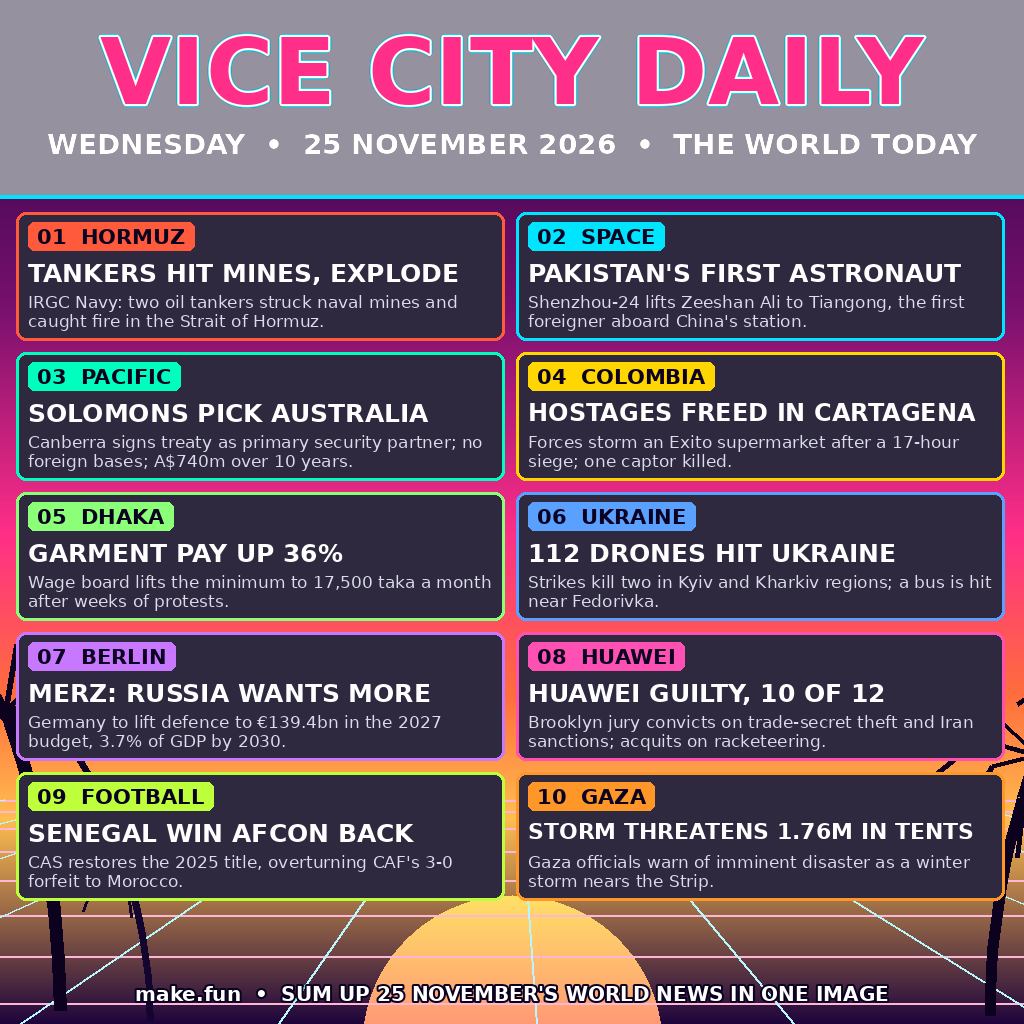 VICE CITY DAILY
WEDNESDAY • 25 NOVEMBER 2026 • THE WORLD TODAY
01 HORMUZ
TANKERS HIT MINES, EXPLODE
IRGC Navy: two oil tankers struck naval mines and
caught fire in the Strait of Hormuz.
02 SPACE
PAKISTAN'S FIRST ASTRONAUT
Shenzhou-24 lifts Zeeshan Ali to Tiangong, the first
foreigner aboard China's station.
03 PACIFIC
SOLOMONS PICK AUSTRALIA
Canberra signs treaty as primary security partner; no
foreign bases; A$740m over 10 years.
04 COLOMBIA
HOSTAGES FREED IN CARTAGENA
Forces storm an Exito supermarket after a 17-hour
siege; one captor killed.
05 DHAKA
GARMENT PAY UP 36%
Wage board lifts the minimum to 17,500 taka a month
after weeks of protests.
06 UKRAINE
112 DRONES HIT UKRAINE
Strikes kill two in Kyiv and Kharkiv regions; a bus is hit
near Fedorivka.
07 BERLIN
MERZ: RUSSIA WANTS MORE
Germany to lift defence to €139.4bn in the 2027
budget, 3.7% of GDP by 2030.
08 HUAWEI
HUAWEI GUILTY, 10 OF 12
Brooklyn jury convicts on trade-secret theft and Iran
sanctions; acquits on racketeering.
09 FOOTBALL
SENEGAL WIN AFCON BACK
CAS restores the 2025 title, overturning CAF's 3-0
forfeit to Morocco.
10 GAZA
STORM THREATENS 1.76M IN TENTS
Gaza officials warn of imminent disaster as a winter
storm nears the Strip.
make.fun • SUM UP 25 NOVEMBER'S WORLD NEWS IN ONE IMAGE